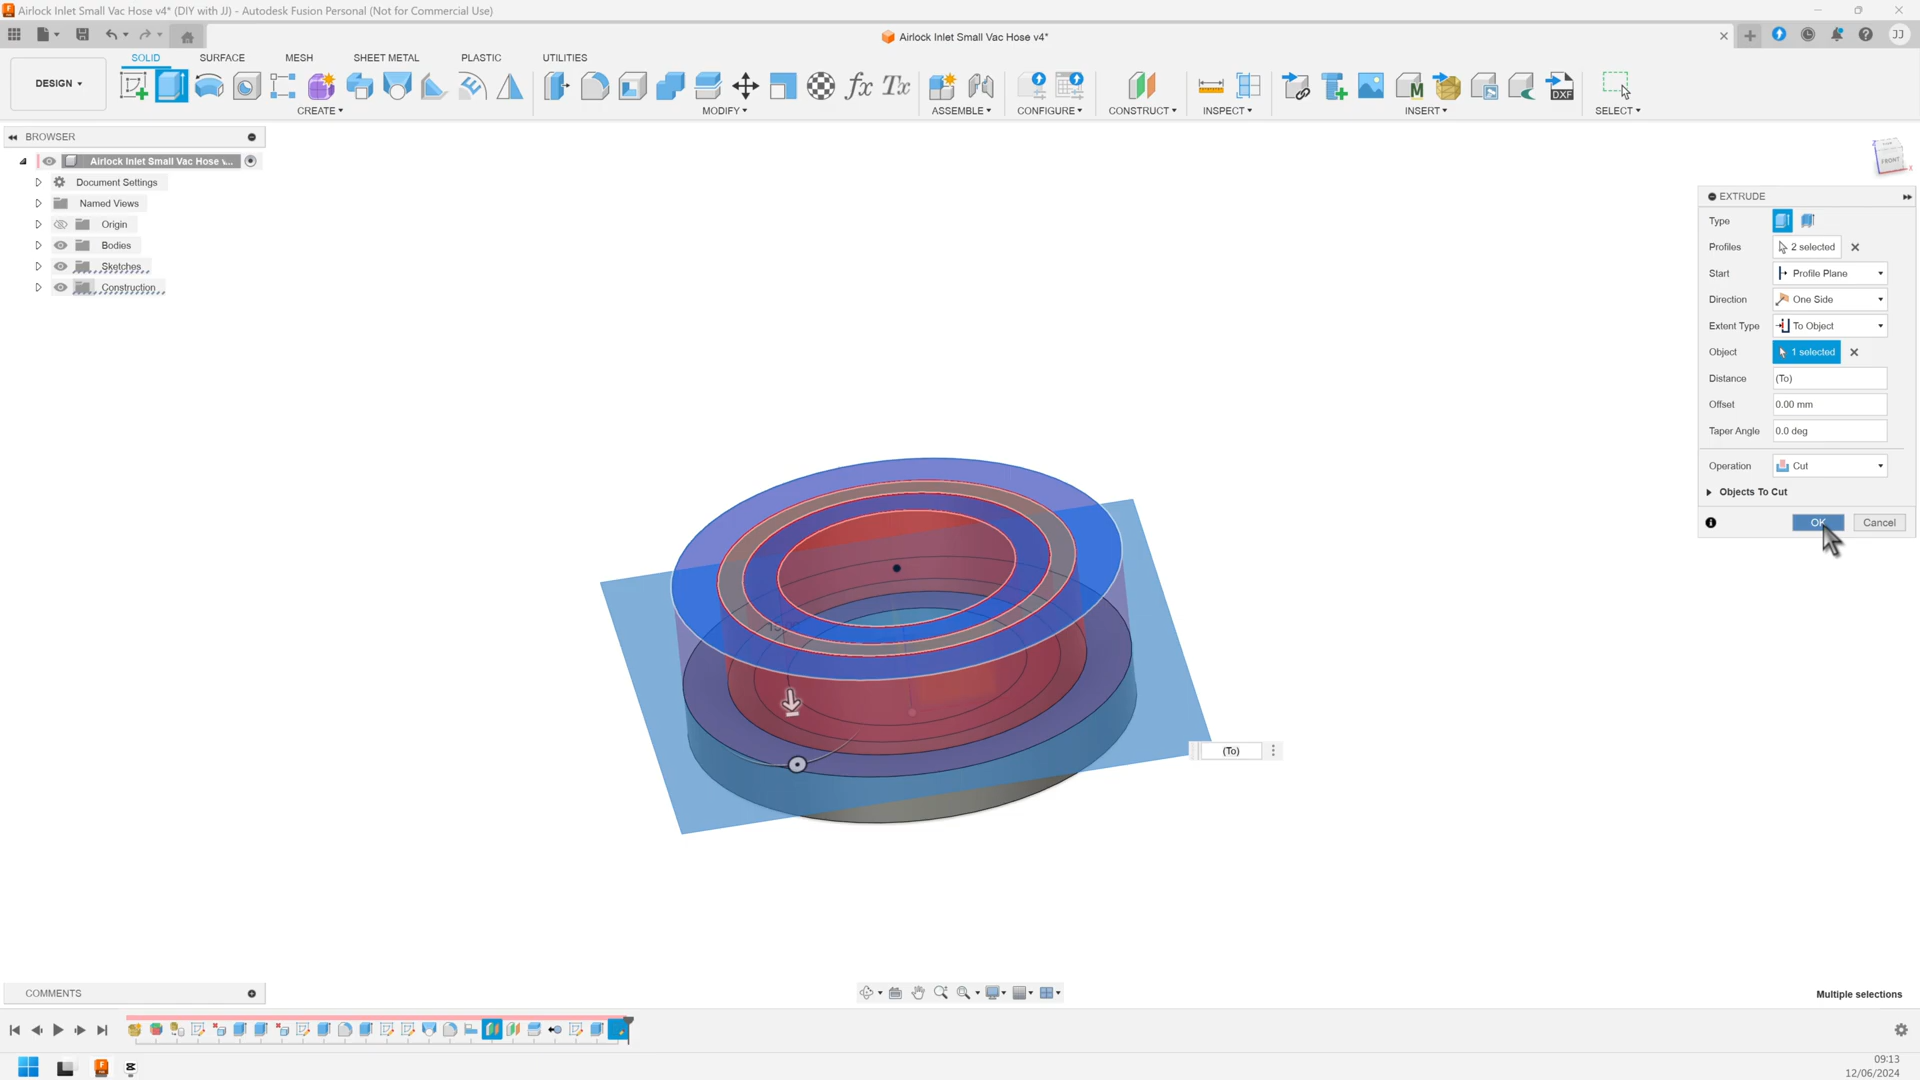 Airlock Inlet Small Vac Hose v4* (DIY with JJ) - Autodesk Fusion Personal (Not for Commercial Use)
Airlock Inlet Small Vac Hose v4*
JJ
SOLID SURFACE MESH SHEET METAL PLASTIC UTILITIES
DESIGN
fx Tx M DXF
CREATE MODIFY ASSEMBLE CONFIGURE CONSTRUCT INSPECT INSERT SELECT
BROWSER
Airlock Inlet Small Vac Hose v...
Document Settings
Named Views
Origin
Bodies
Sketches
Construction
FRONT
EXTRUDE
Type
Profiles 2 selected
Start Profile Plane
Direction One Side
Extent Type To Object
Object 1 selected
Distance (To)
Offset 0.00 mm
Taper Angle 0.0 deg
Operation Cut
Objects To Cut
OK Cancel
(To)
COMMENTS
Multiple selections
09:13
12/06/2024